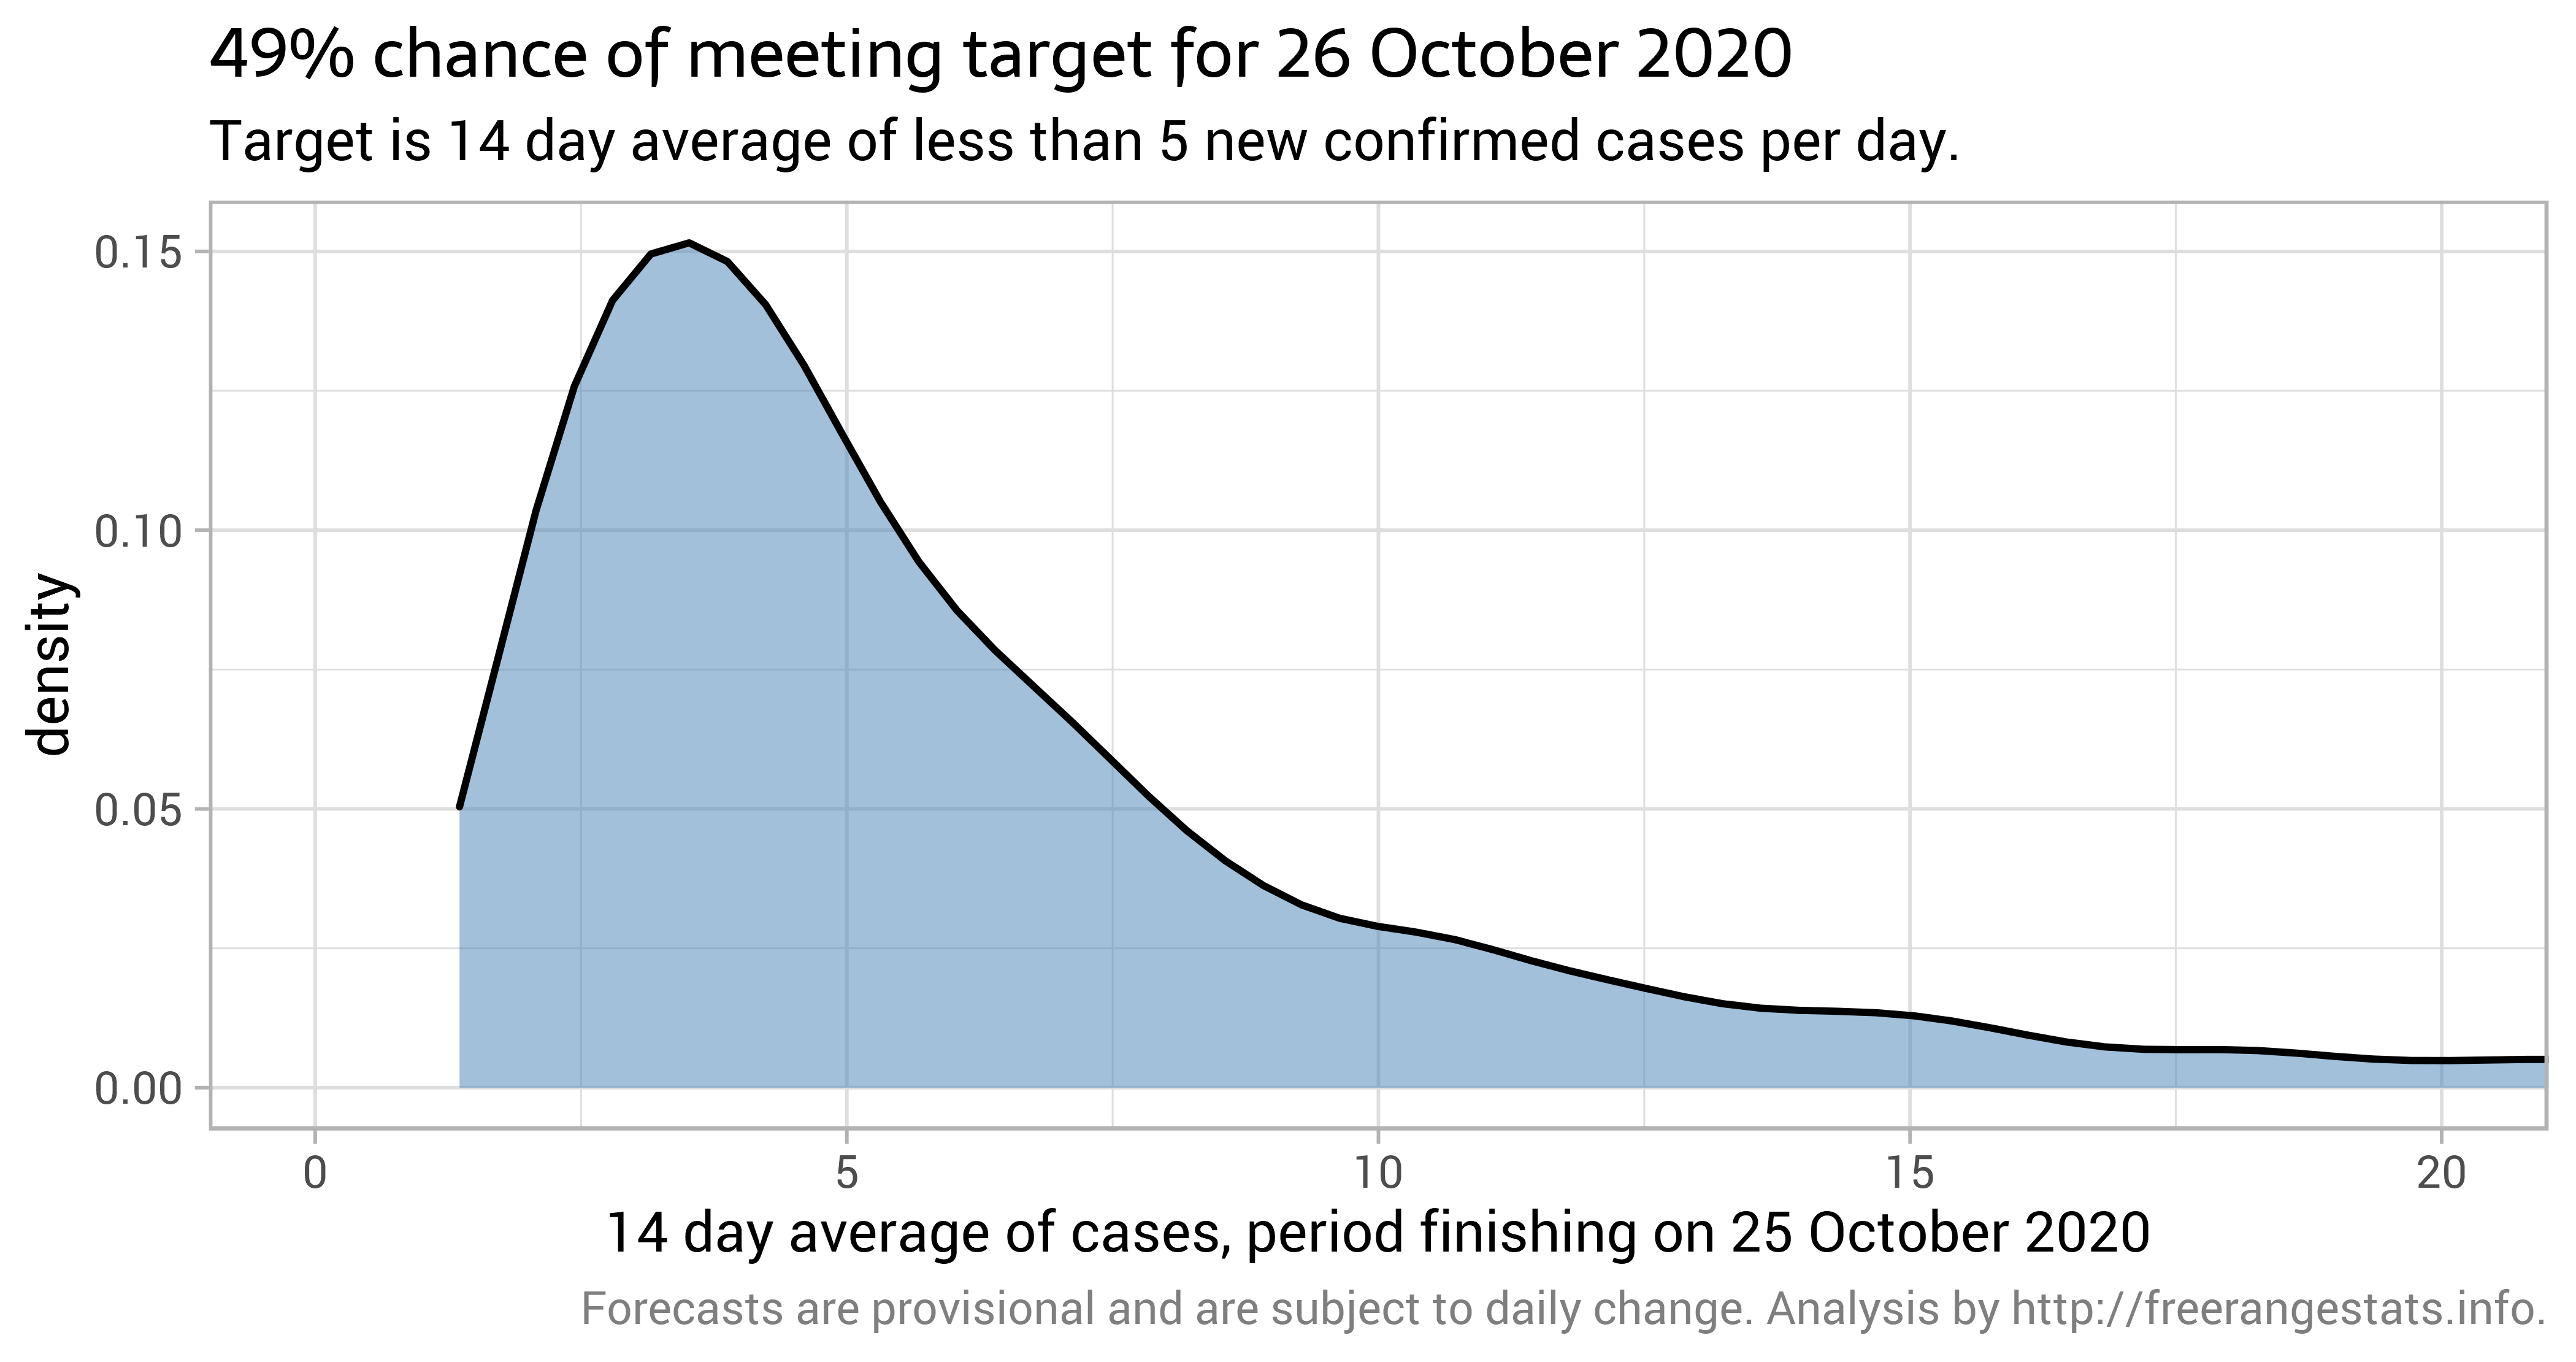 49% chance of meeting target for 26 October 2020
Target is 14 day average of less than 5 new confirmed cases per day.
0.15
0.10
0.05
0.00
density
0 5 10 15 20
14 day average of cases, period finishing on 25 October 2020
Forecasts are provisional and are subject to daily change. Analysis by http://freerangestats.info.